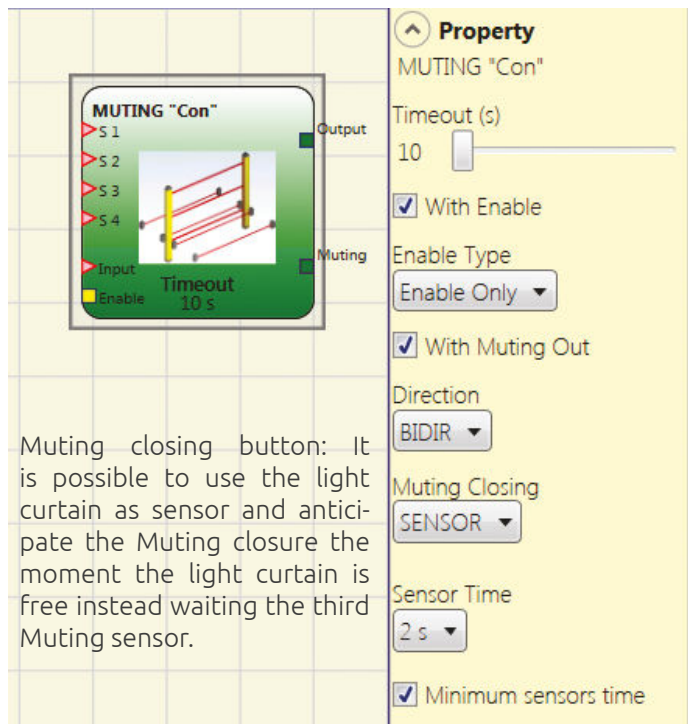 MUTING "Con"
S 1
S 2
S 3
S 4
Input
Enable
Output
Muting
Timeout
10 s
Muting closing button: It
is possible to use the light
curtain as sensor and antici-
pate the Muting closure the
moment the light curtain is
free instead waiting the third
Muting sensor.
Property
MUTING "Con"
Timeout (s)
10
With Enable
Enable Type
Enable Only
With Muting Out
Direction
BIDIR
Muting Closing
SENSOR
Sensor Time
2 s
Minimum sensors time